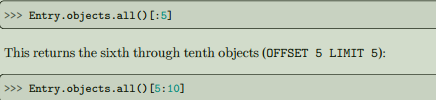 >>> Entry.objects.all()[:5]
This returns the sixth through tenth objects (OFFSET 5 LIMIT 5):
>>> Entry.objects.all()[5:10]